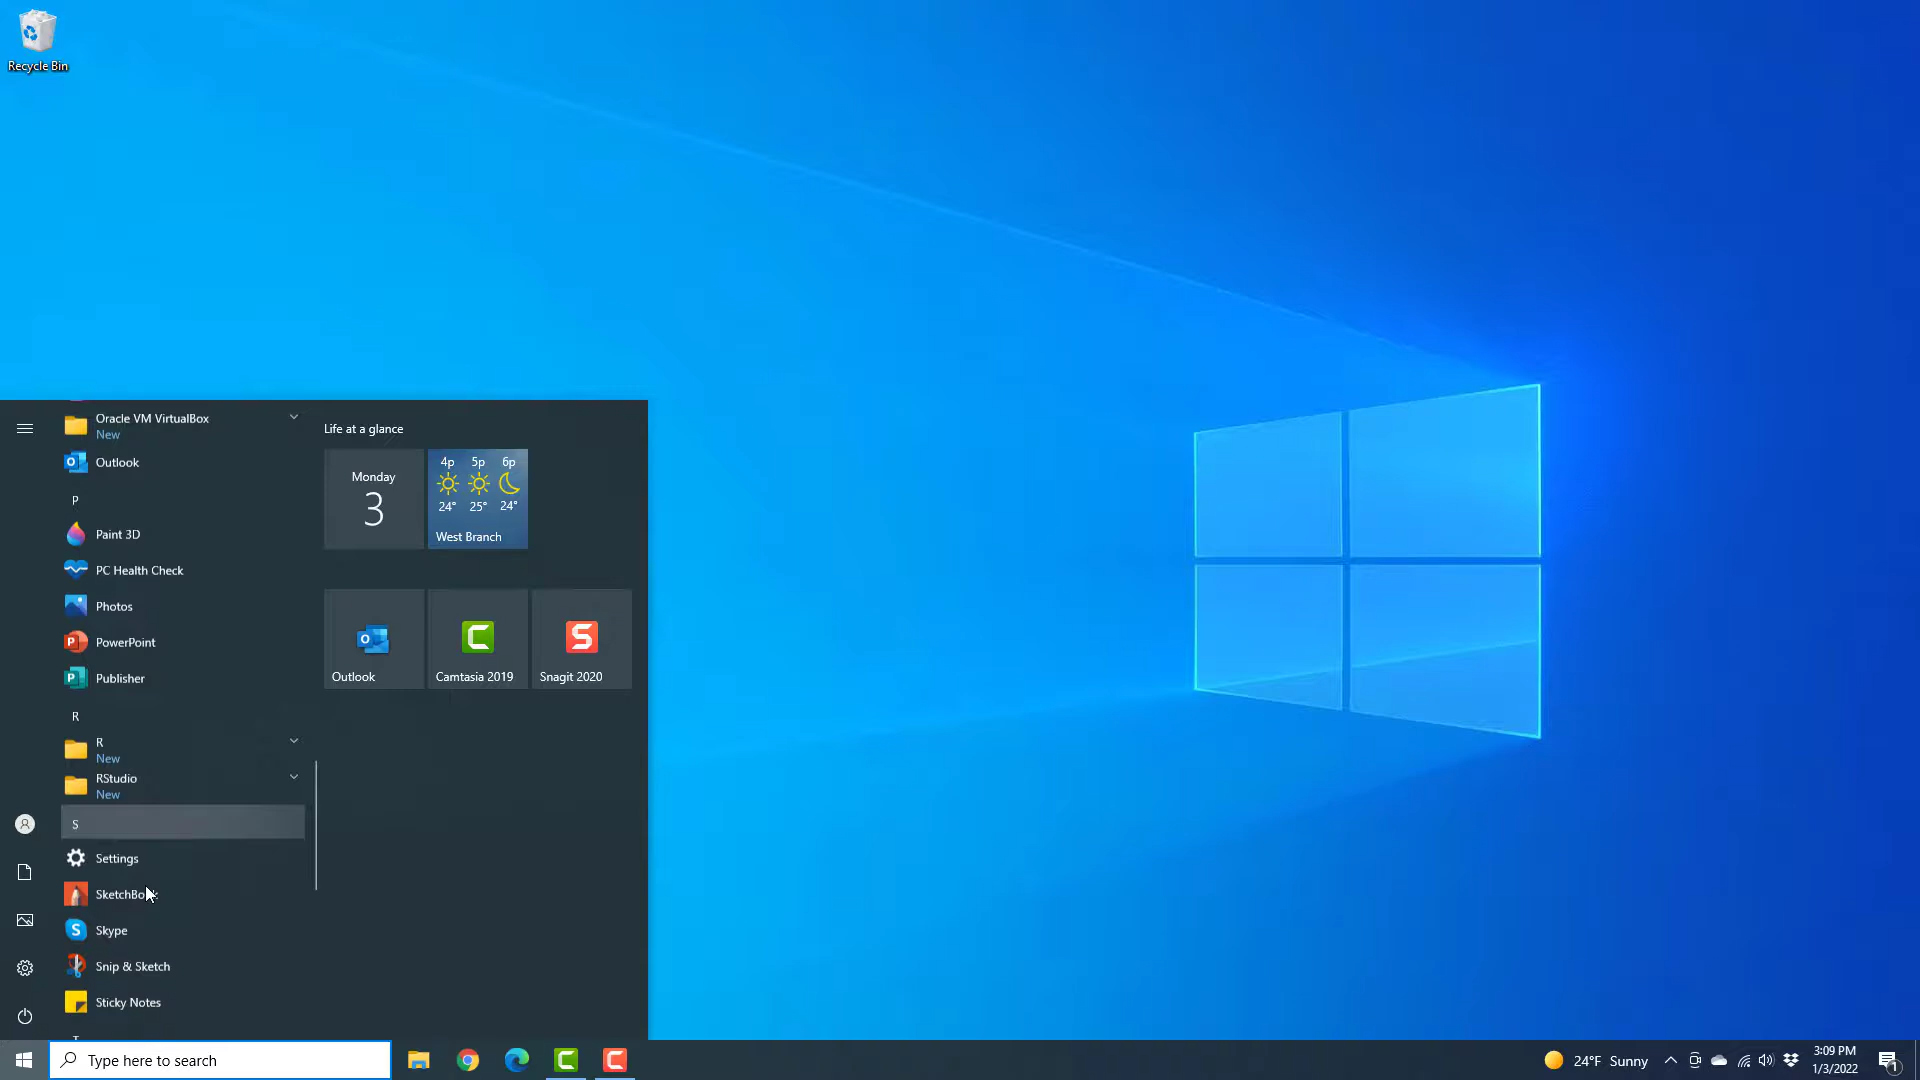 Recycle Bin
Oracle VM VirtualBox
New
Outlook
P
Paint 3D
PC Health Check
Photos
PowerPoint
Publisher
R
R
New
RStudio
New
S
Settings
Skype
Snip & Sketch
Sticky Notes
Life at a glance
Monday
3
4p 5p 6p
24° 25° 24°
West Branch
Outlook
Camtasia 2019
Snagit 2020
Type here to search
24°F Sunny
3:09 PM
1/3/2022
1